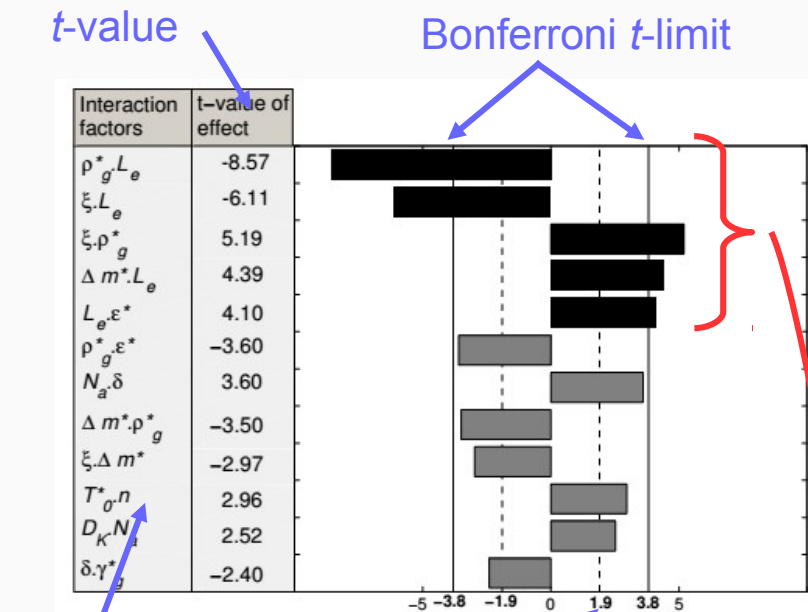 t-value
Bonferroni t-limit
Interaction factors t-value of effect
ρ*g.Le -8.57
ξ.Le -6.11
ξ.ρ*g 5.19
Δ m*.Le 4.39
Le.ε* 4.10
ρ*g.ε* −3.60
Na.δ 3.60
Δ m*.ρ*g −3.50
ξ.Δ m* −2.97
T*0.n 2.96
DK.Na 2.52
δ.γ*g −2.40
-5 −3.8 −1.9 0 1.9 3.8 5